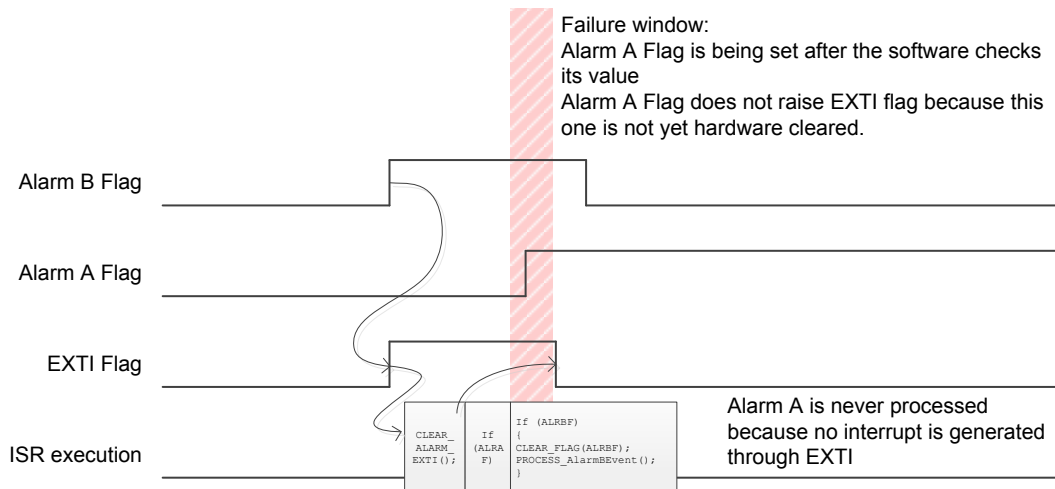 Failure window:
Alarm A Flag is being set after the software checks
its value
Alarm A Flag does not raise EXTI flag because this
one is not yet hardware cleared.
Alarm B Flag
Alarm A Flag
EXTI Flag
ISR execution
CLEAR_
ALARM_
EXTI();
If
(ALRA
F)
If (ALRBF)
{
CLEAR_FLAG(ALRBF);
PROCESS_AlarmBEvent();
}
Alarm A is never processed
because no interrupt is generated
through EXTI